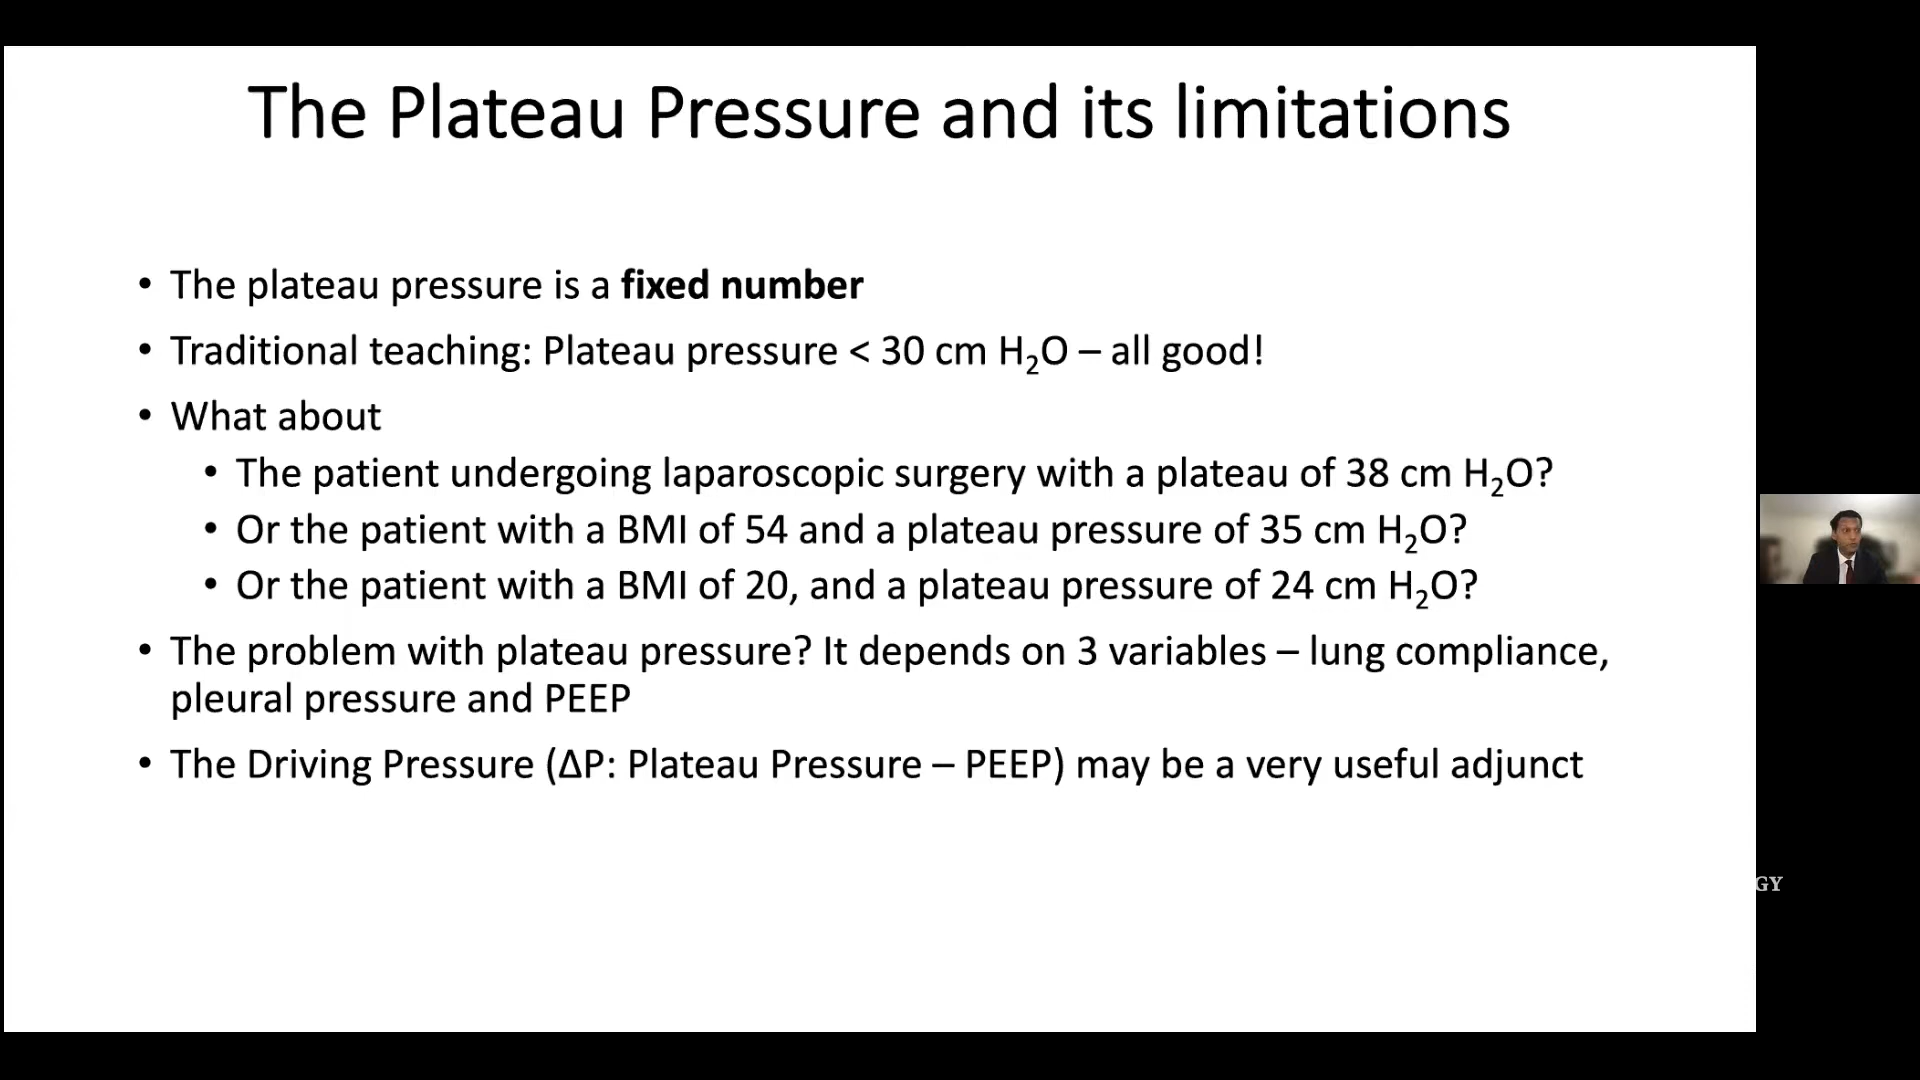 The Plateau Pressure and its limitations
• The plateau pressure is a fixed number
• Traditional teaching: Plateau pressure < 30 cm H₂O – all good!
• What about
• The patient undergoing laparoscopic surgery with a plateau of 38 cm H₂O?
• Or the patient with a BMI of 54 and a plateau pressure of 35 cm H₂O?
• Or the patient with a BMI of 20, and a plateau pressure of 24 cm H₂O?
• The problem with plateau pressure? It depends on 3 variables – lung compliance,
pleural pressure and PEEP
• The Driving Pressure (ΔP: Plateau Pressure – PEEP) may be a very useful adjunct
GY